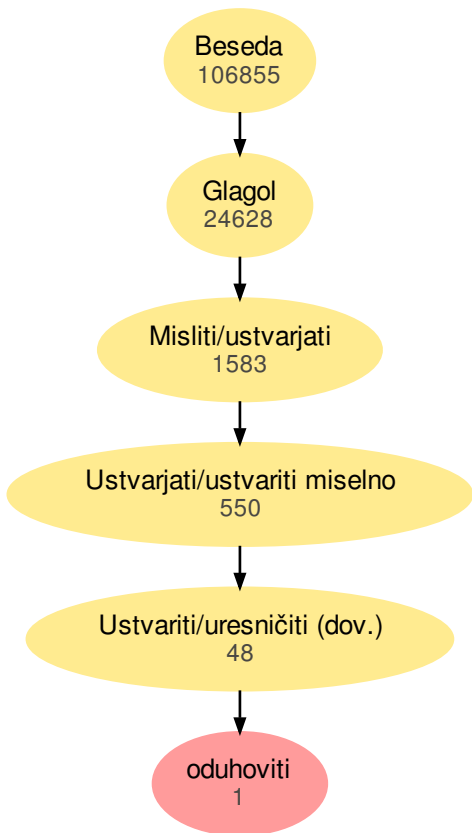 Beseda
106855
Glagol
24628
Misliti/ustvarjati
1583
Ustvarjati/ustvariti miselno
550
Ustvariti/uresničiti (dov.)
48
oduhoviti
1